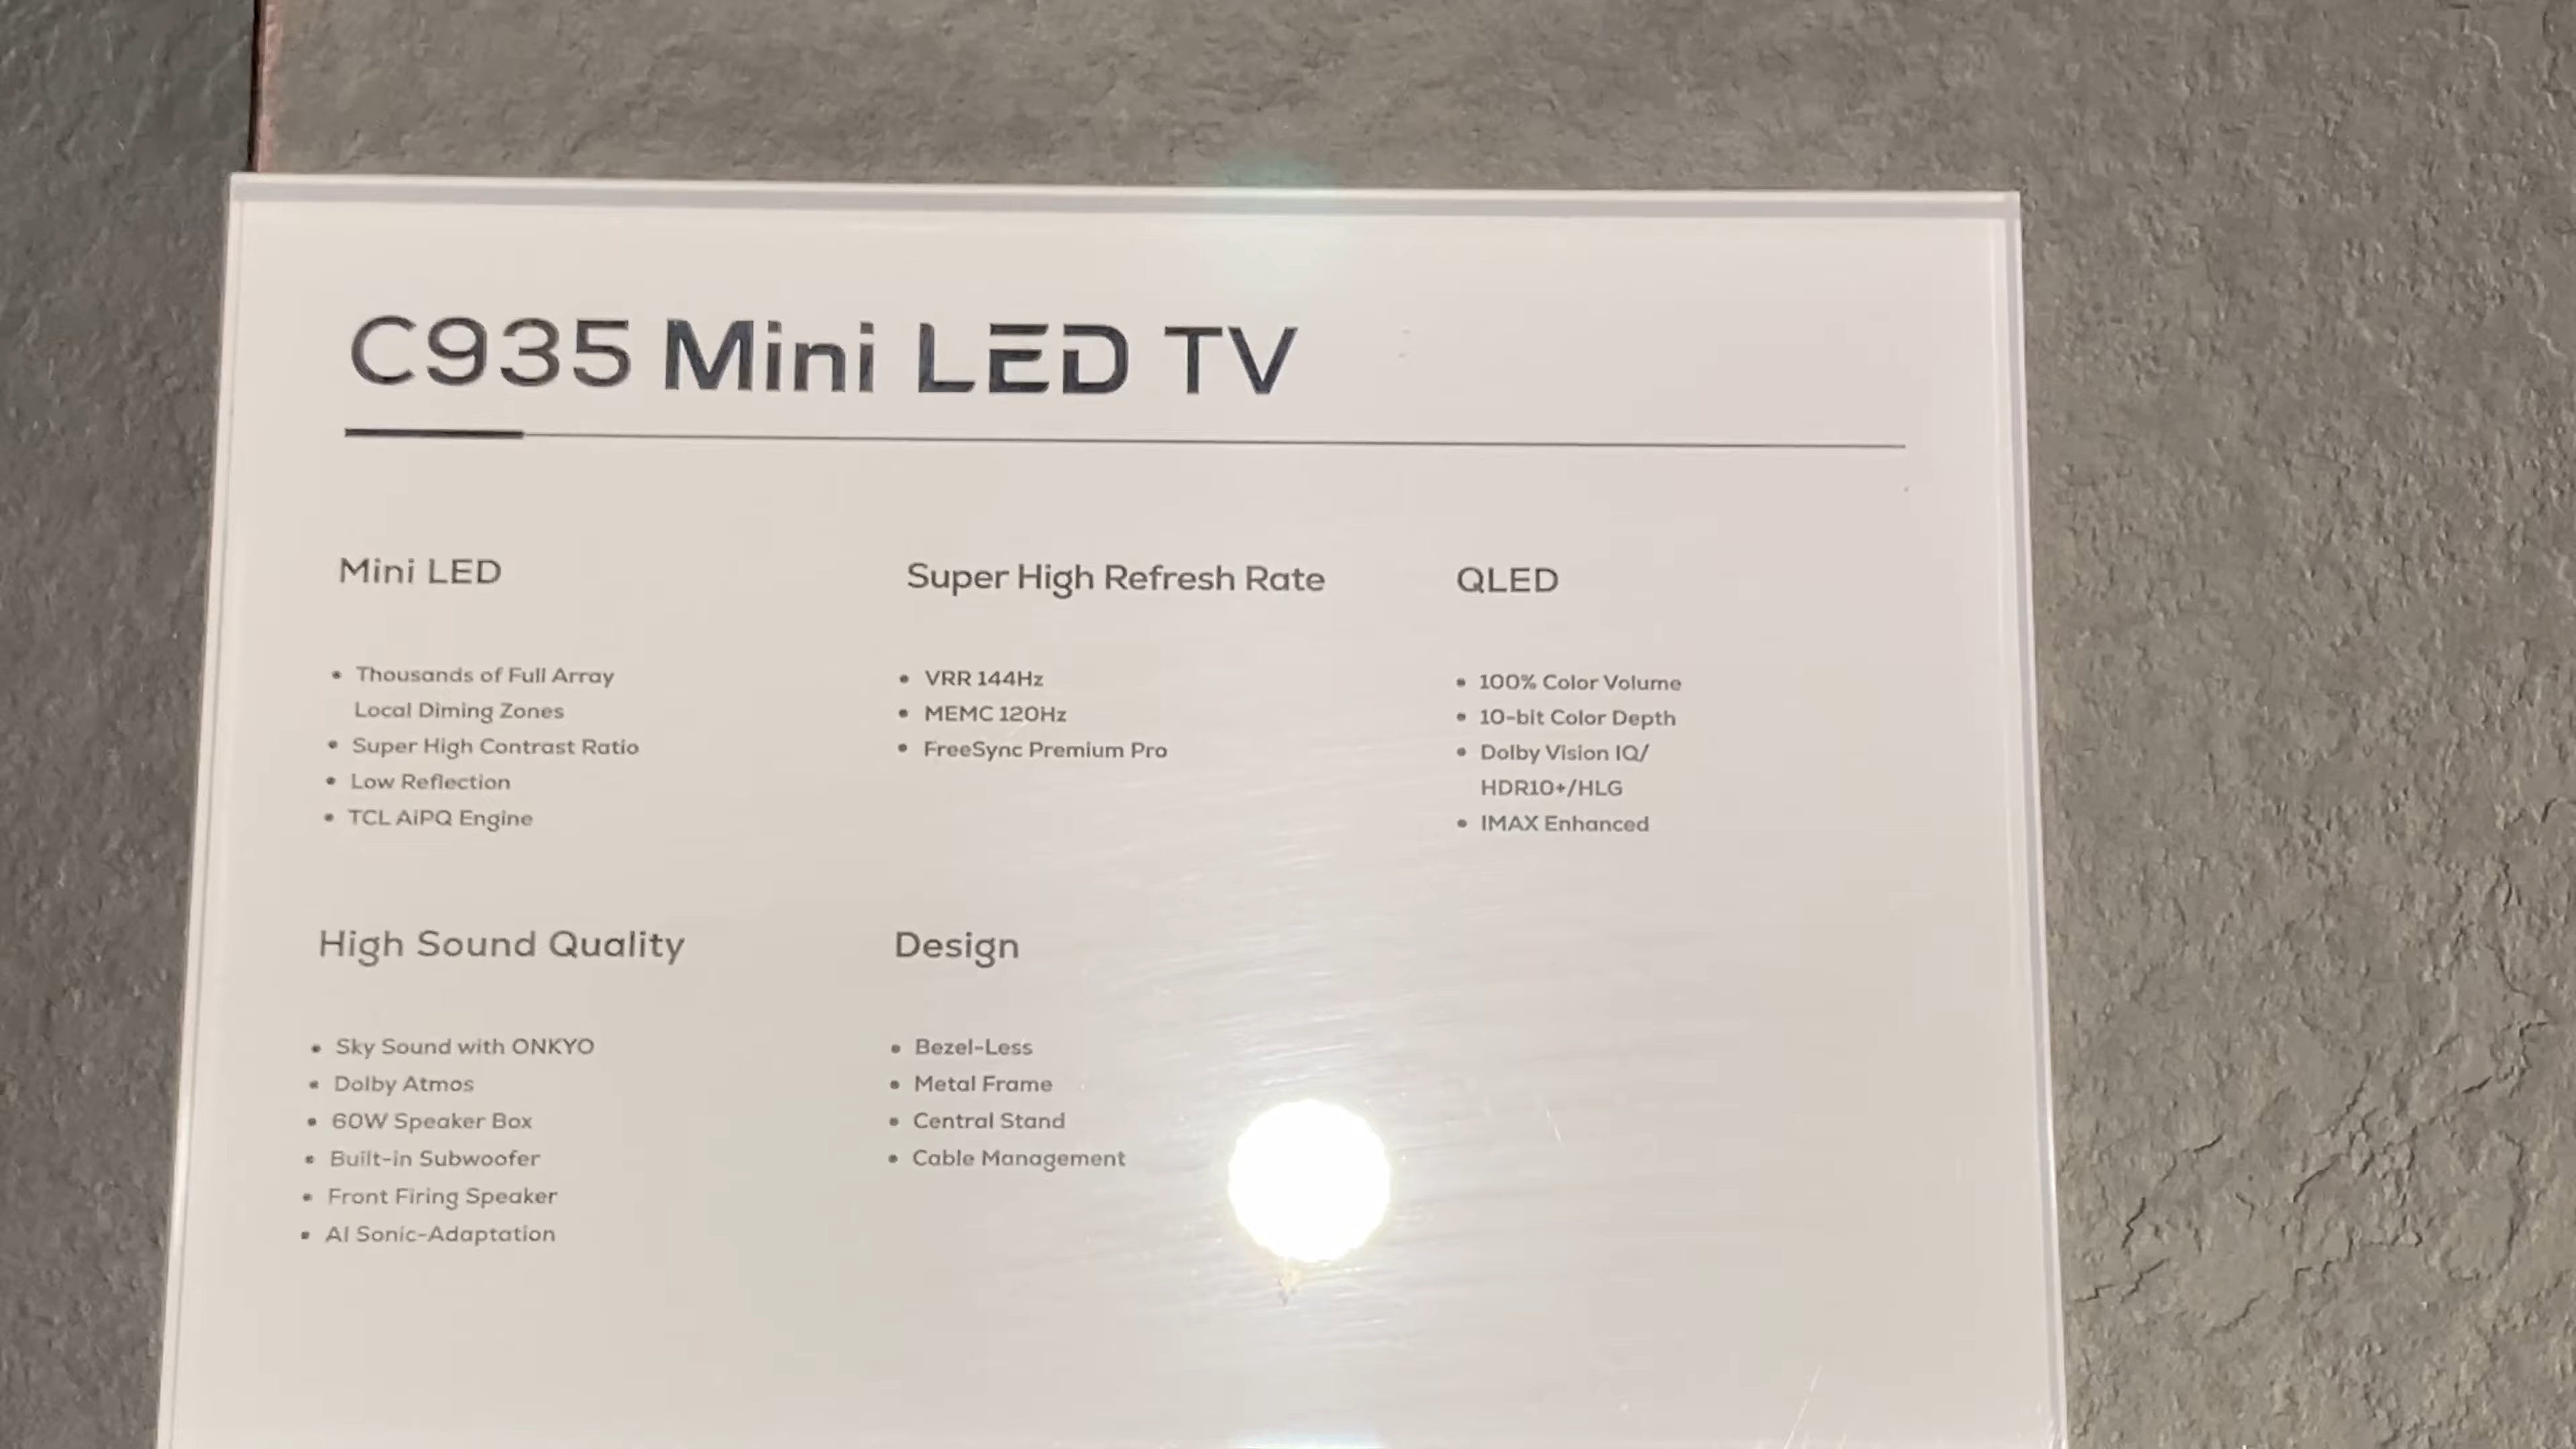 C935 Mini LED TV
Mini LED
• Thousands of Full Array
Local Diming Zones
• Super High Contrast Ratio
• Low Reflection
• TCL AiPQ Engine
Super High Refresh Rate
• VRR 144Hz
• MEMC 120Hz
• FreeSync Premium Pro
QLED
• 100% Color Volume
• 10-bit Color Depth
• Dolby Vision IQ/
HDR10+/HLG
• IMAX Enhanced
High Sound Quality
• Sky Sound with ONKYO
• Dolby Atmos
• 60W Speaker Box
• Built-in Subwoofer
• Front Firing Speaker
• AI Sonic-Adaptation
Design
• Bezel-Less
• Metal Frame
• Central Stand
• Cable Management